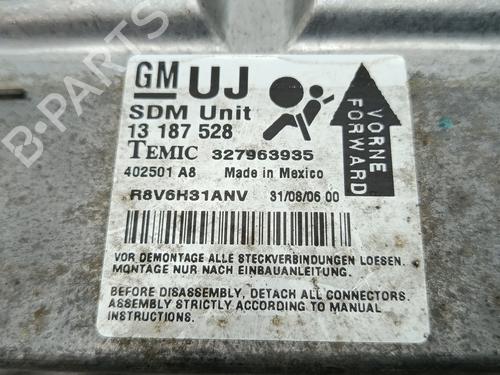 GM UJ
SDM Unit
13 187 528
TEMIC 327963935
402501 A8 Made in Mexico
R8V6H31ANV 31/08/06 00
VORNE
FORWARD
VOR DEMONTAGE ALLE STECKVERBINDUNGEN LOESEN.
MONTAGE NUR NACH EINBAUANLEITUNG.
BEFORE DISASSEMBLY, DETACH ALL CONNECTORS.
ASSEMBLY STRICTLY ACCORDING TO MANUAL
INSTRUCTIONS.